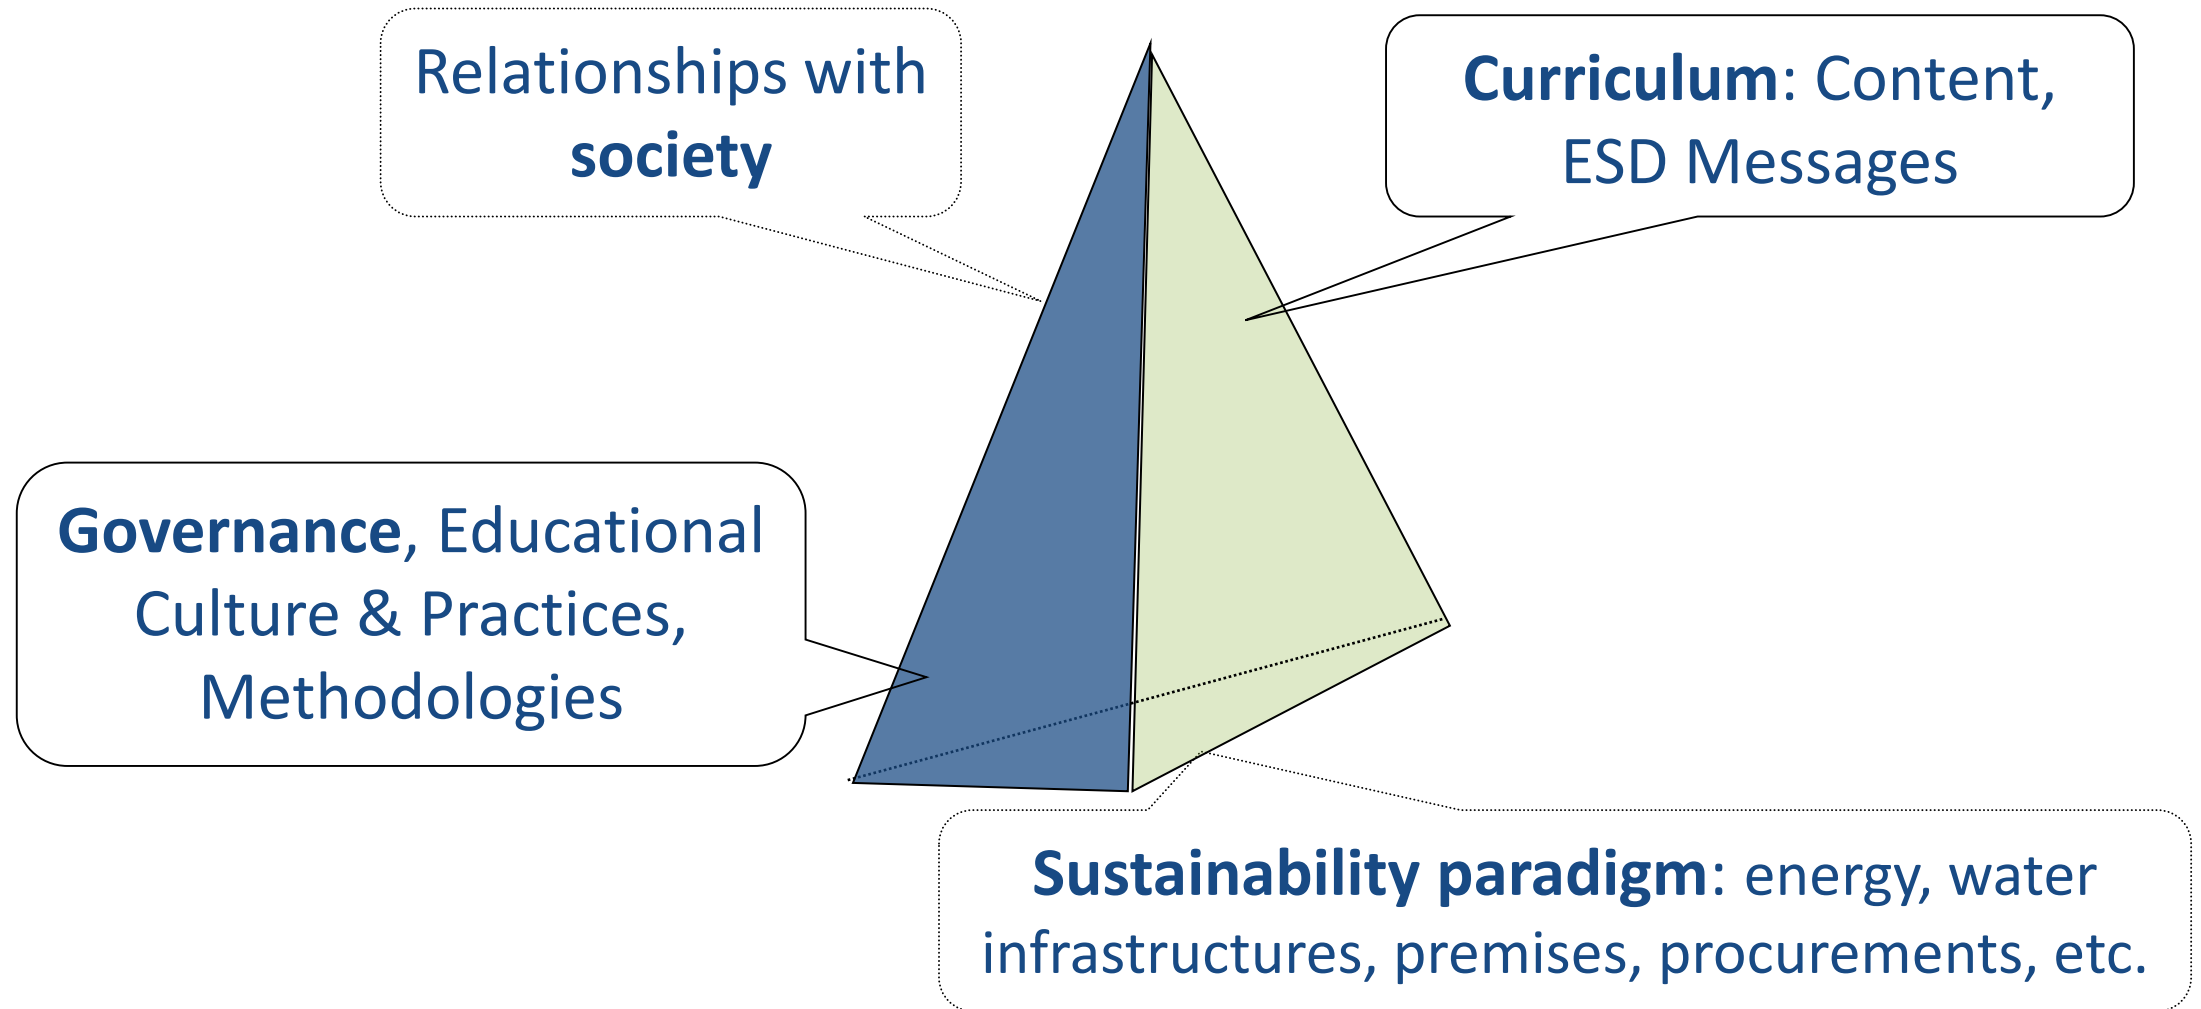 Relationships with
society
Curriculum: Content,
ESD Messages
Governance, Educational
Culture & Practices,
Methodologies
Sustainability paradigm: energy, water
infrastructures, premises, procurements, etc.